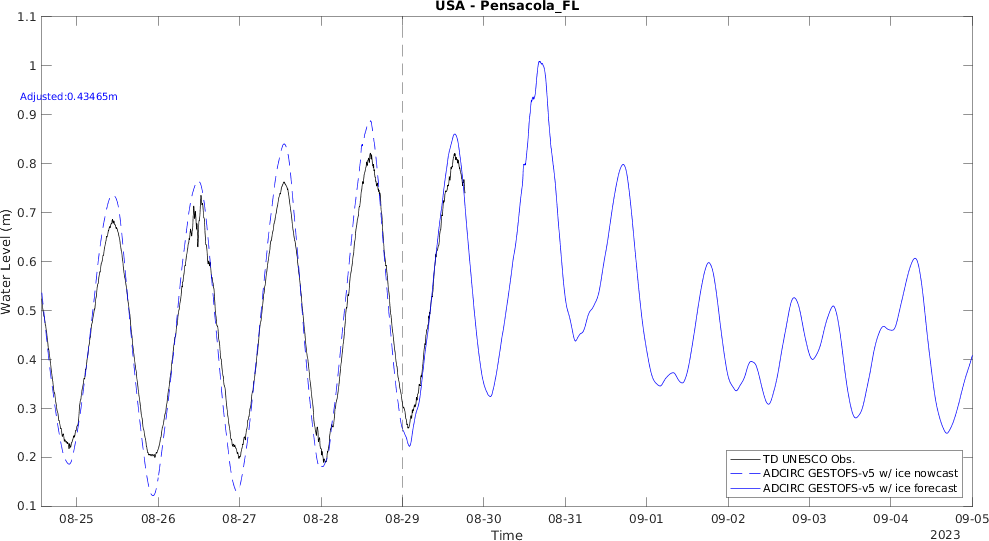 USA - Pensacola_FL
Adjusted:0.43465m
Water Level (m)
1.1
1
0.9
0.8
0.7
0.6
0.5
0.4
0.3
0.2
0.1
TD UNESCO Obs.
ADCIRC GESTOFS-v5 w/ ice nowcast
ADCIRC GESTOFS-v5 w/ ice forecast
08-25 08-26 08-27 08-28 08-29 08-30 08-31 09-01 09-02 09-03 09-04 09-05
Time
2023